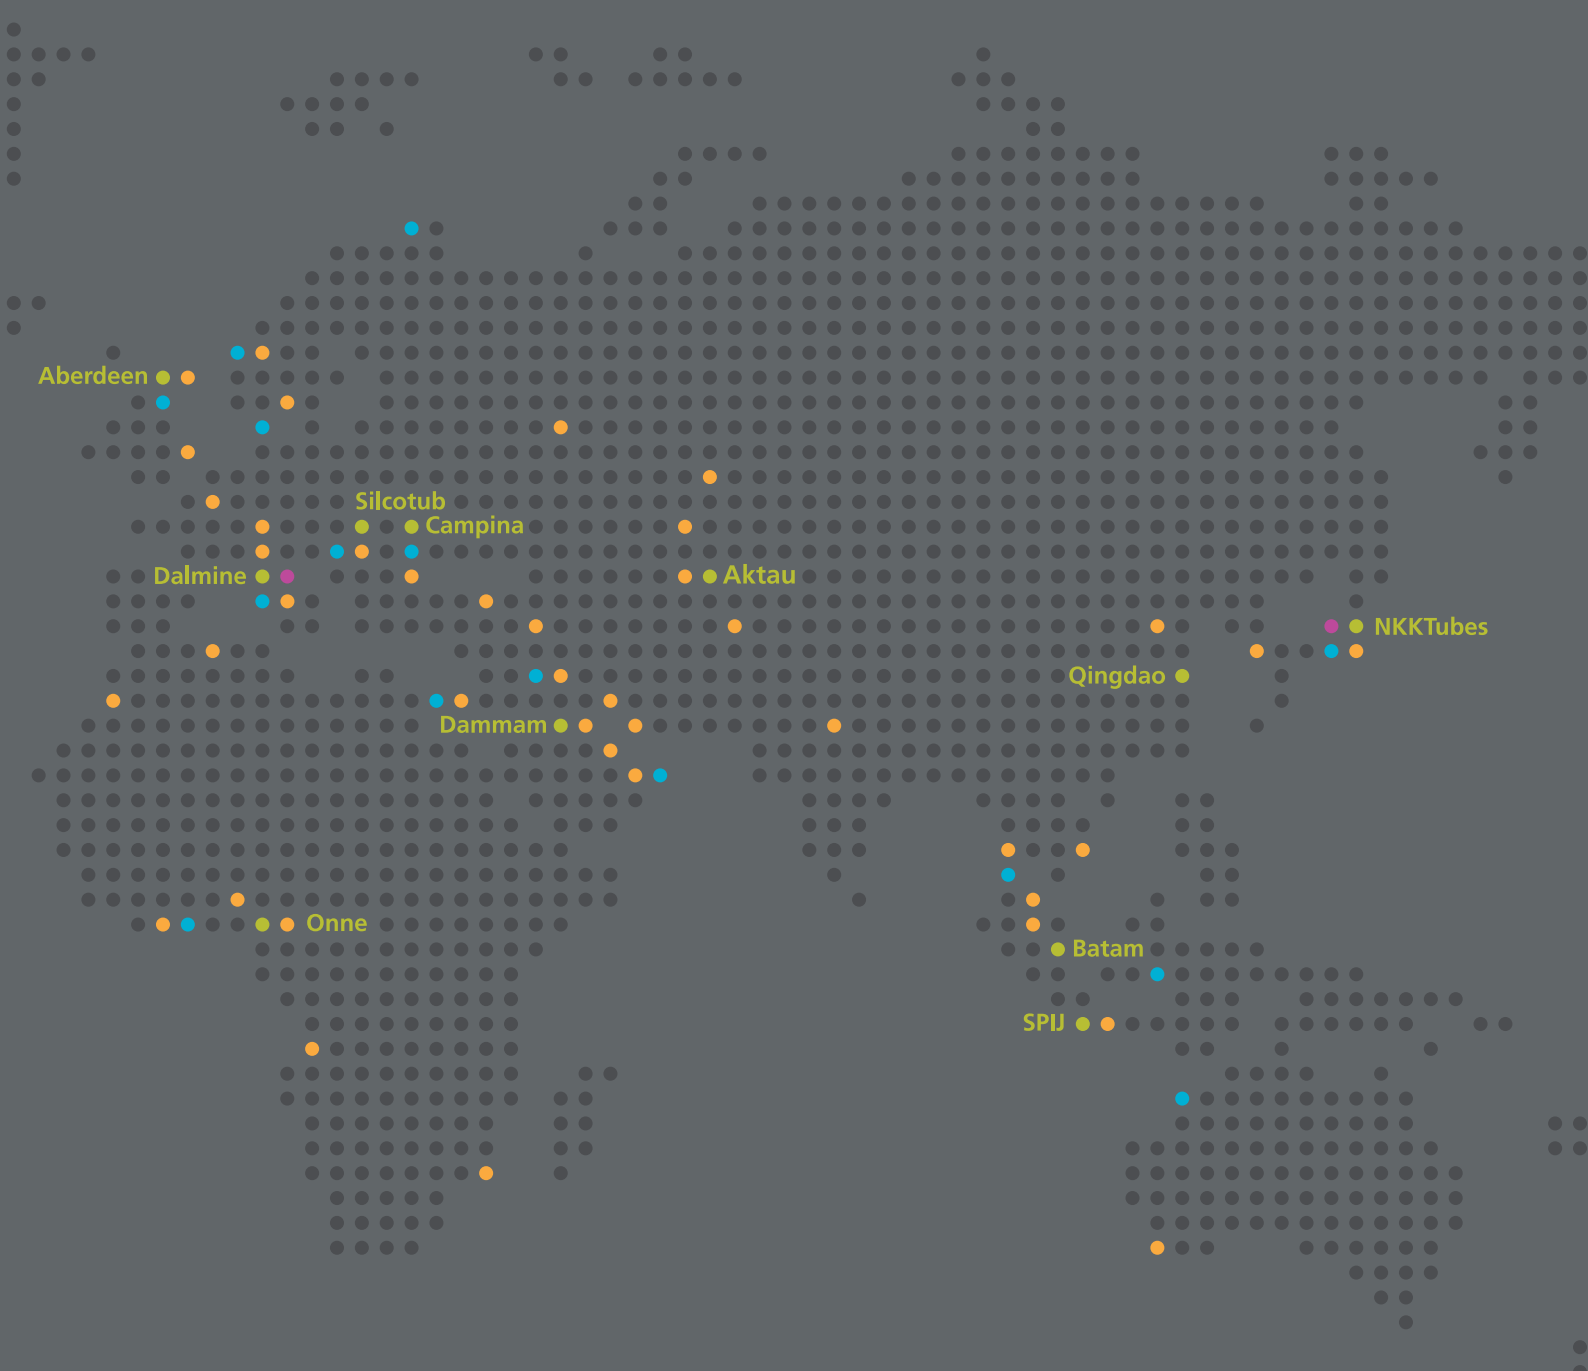 Aberdeen
Silcotub
Campina
Dalmine
Aktau
NKKTubes
Qingdao
Dammam
Onne
Batam
SPIJ